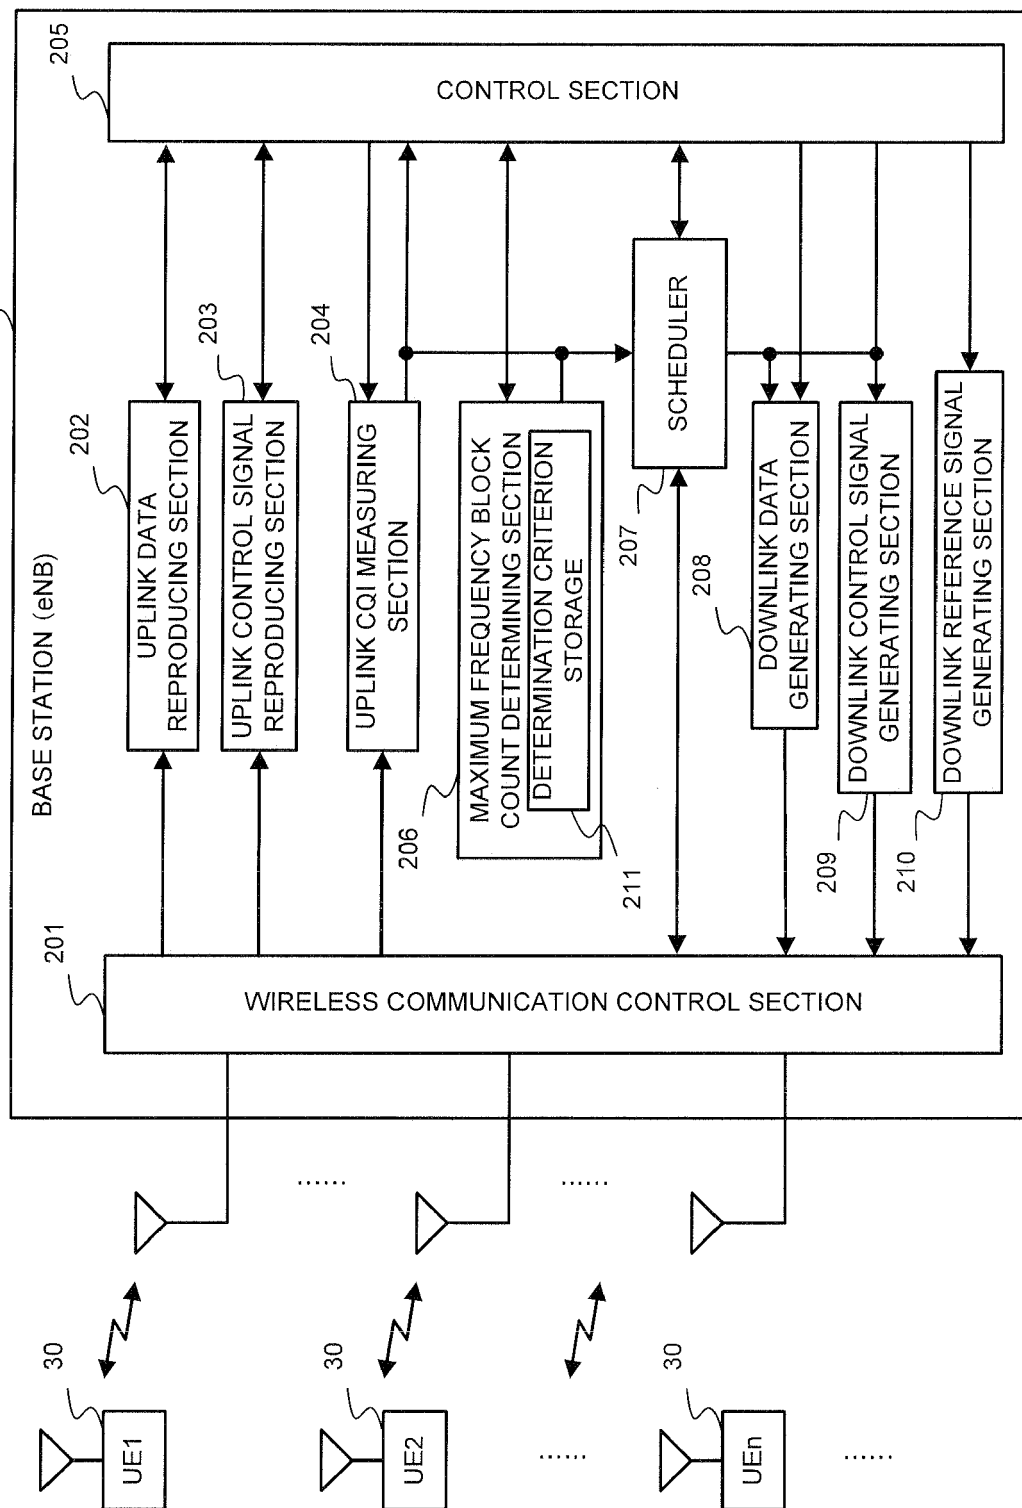 BASE STATION (eNB)
30
UE1
30
UE2
......
30
UEn
......
......
......
201
WIRELESS COMMUNICATION CONTROL SECTION
202
UPLINK DATA
REPRODUCING SECTION
203
UPLINK CONTROL SIGNAL
REPRODUCING SECTION
204
UPLINK CQI MEASURING
SECTION
206
MAXIMUM FREQUENCY BLOCK
COUNT DETERMINING SECTION
DETERMINATION CRITERION
STORAGE
211
207
SCHEDULER
208
DOWNLINK DATA
GENERATING SECTION
209
DOWNLINK CONTROL SIGNAL
GENERATING SECTION
210
DOWNLINK REFERENCE SIGNAL
GENERATING SECTION
205
CONTROL SECTION